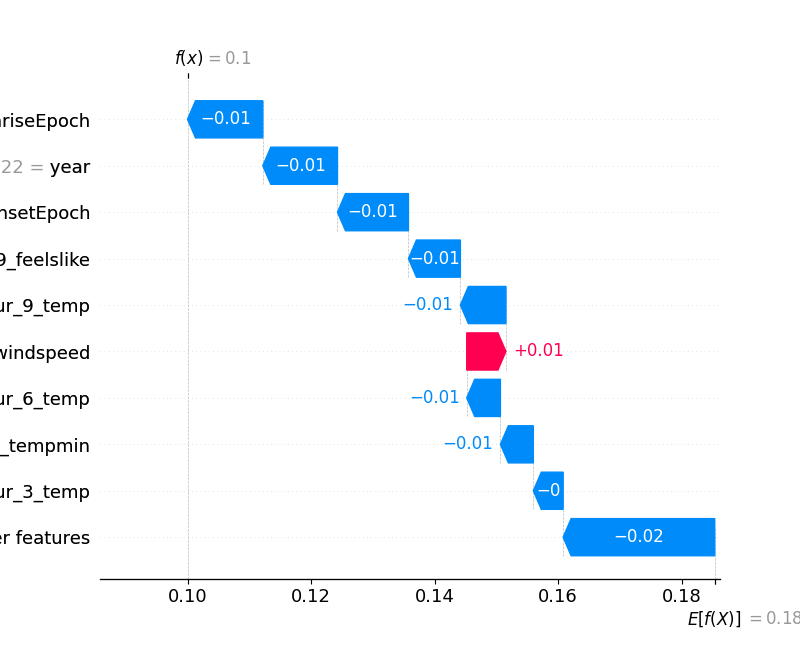 f(x) = 0.1
riseEpoch −0.01
22 = year −0.01
nsetEpoch −0.01
9_feelslike −0.01
ur_9_temp −0.01
windspeed +0.01
ur_6_temp −0.01
_tempmin −0.01
ur_3_temp −0
er features −0.02
0.10 0.12 0.14 0.16 0.18
E[f(X)] = 0.18